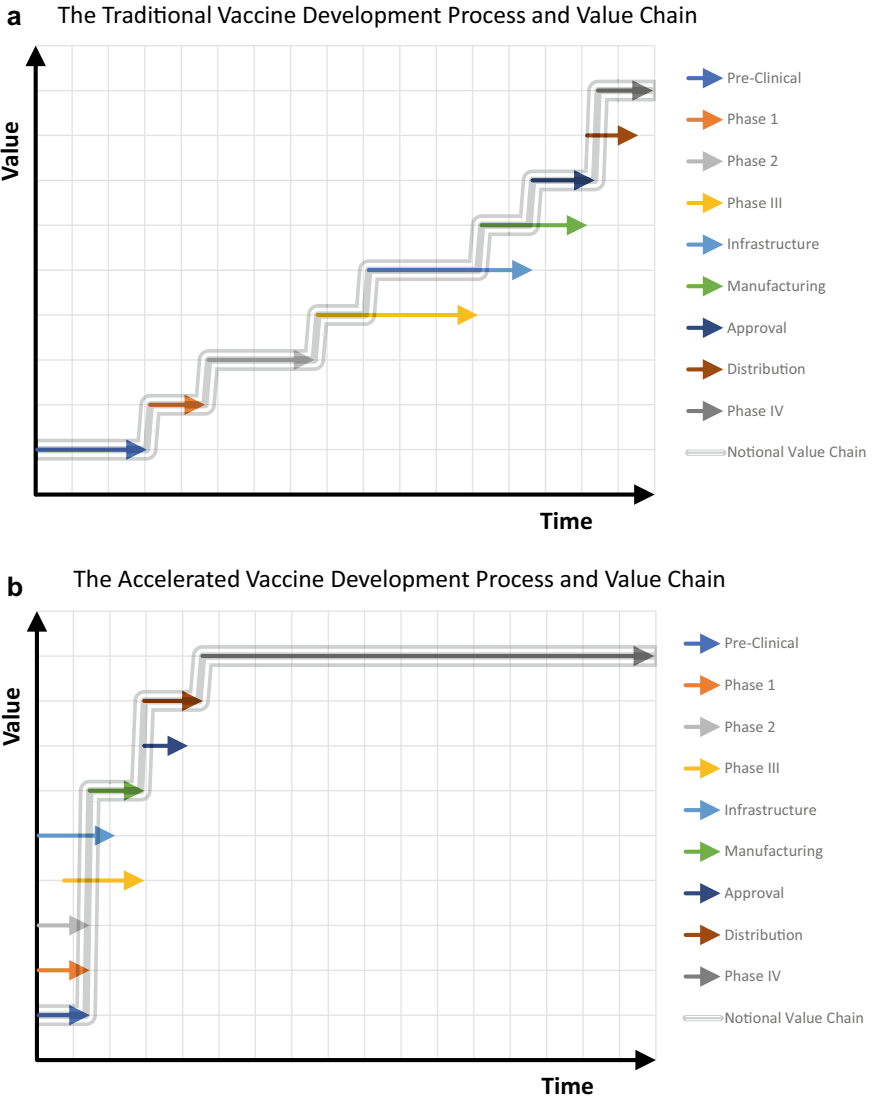 a The Traditional Vaccine Development Process and Value Chain
Value
Pre-Clinical
Phase 1
Phase 2
Phase III
Infrastructure
Manufacturing
Approval
Distribution
Phase IV
Notional Value Chain
Time
b The Accelerated Vaccine Development Process and Value Chain
Value
Pre-Clinical
Phase 1
Phase 2
Phase III
Infrastructure
Manufacturing
Approval
Distribution
Phase IV
Notional Value Chain
Time